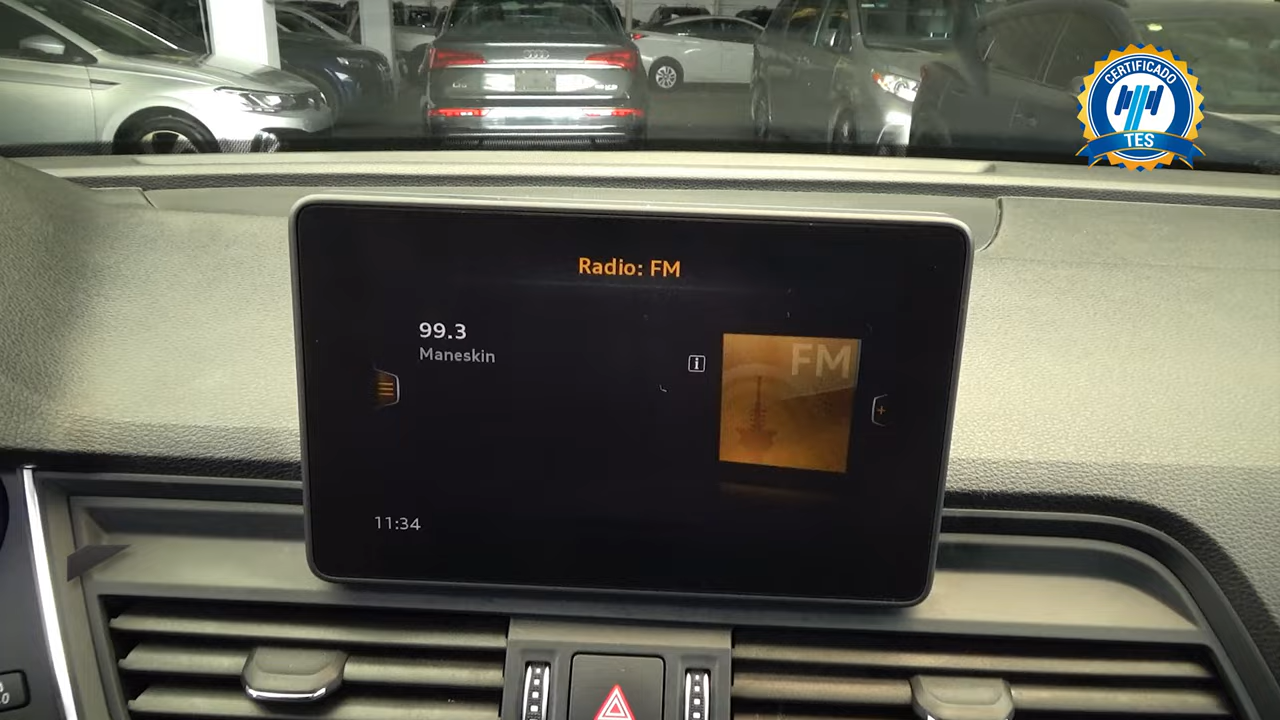 CERTIFICADO
TES
Radio: FM
99.3
Maneskin
i
FM
11:34